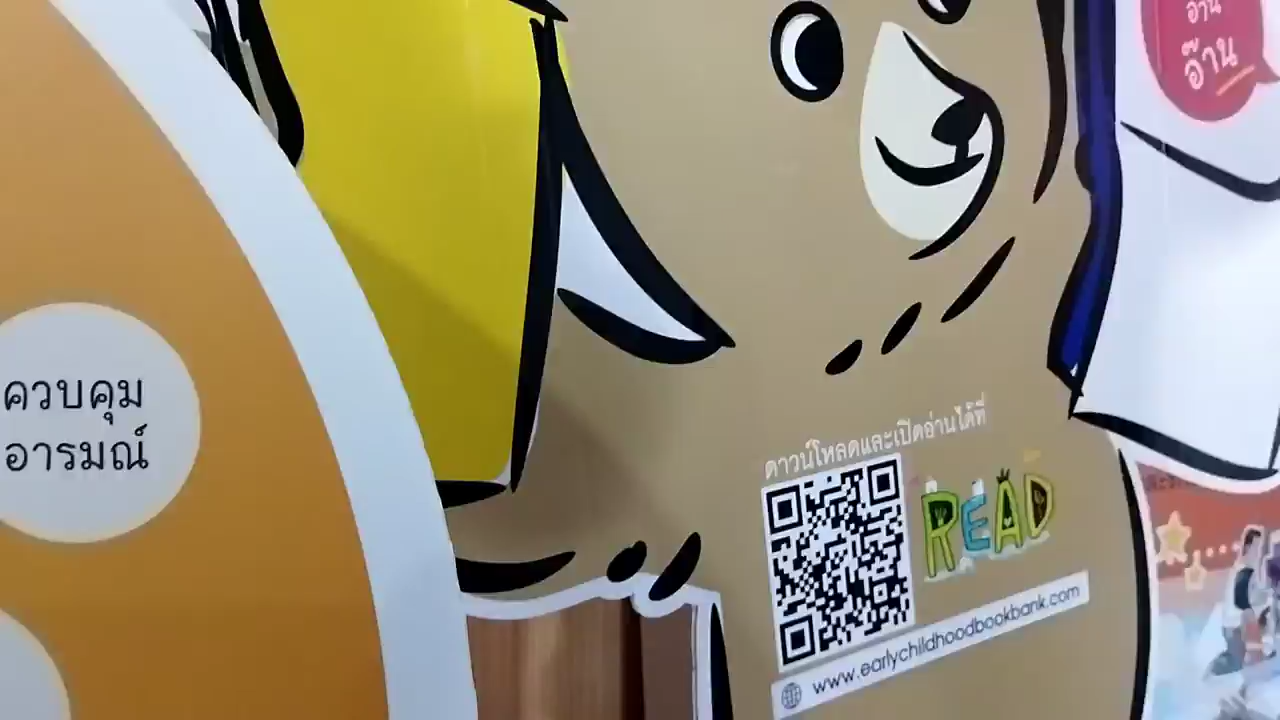 อ่าน
อ๊าน
ควบคุม
อารมณ์
ดาวน์โหลดและเปิดอ่านได้ที่
READ
www.earlychildhoodbookbank.com